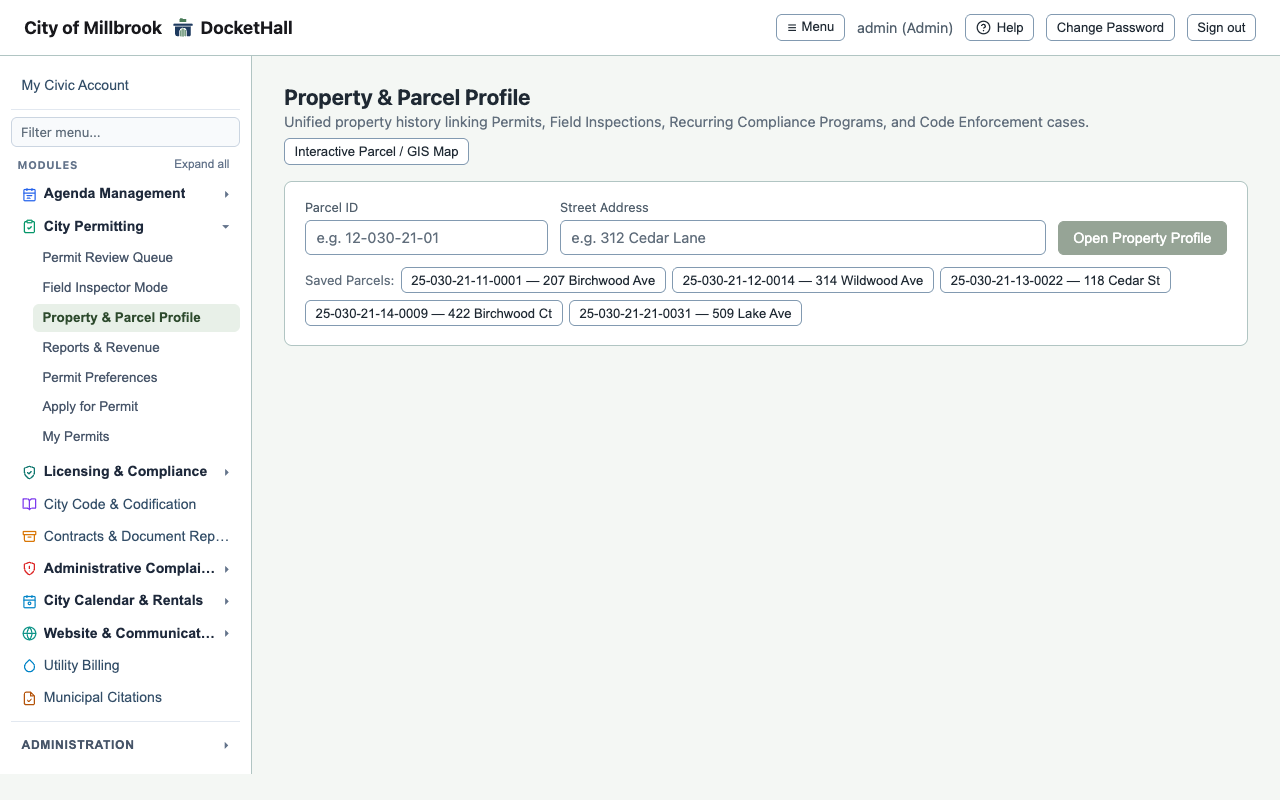 City of Millbrook DocketHall
≡ Menu
admin (Admin)
Help
Change Password
Sign out
My Civic Account
Filter menu...
MODULES
Expand all
Agenda Management
City Permitting
Permit Review Queue
Field Inspector Mode
Property & Parcel Profile
Reports & Revenue
Permit Preferences
Apply for Permit
My Permits
Licensing & Compliance
City Code & Codification
Contracts & Document Rep…
Administrative Complai…
City Calendar & Rentals
Website & Communicat…
Utility Billing
Municipal Citations
ADMINISTRATION
Property & Parcel Profile
Unified property history linking Permits, Field Inspections, Recurring Compliance Programs, and Code Enforcement cases.
Interactive Parcel / GIS Map
Parcel ID
Street Address
e.g. 12-030-21-01
e.g. 312 Cedar Lane
Open Property Profile
Saved Parcels:
25-030-21-11-0001 — 207 Birchwood Ave
25-030-21-12-0014 — 314 Wildwood Ave
25-030-21-13-0022 — 118 Cedar St
25-030-21-14-0009 — 422 Birchwood Ct
25-030-21-21-0031 — 509 Lake Ave